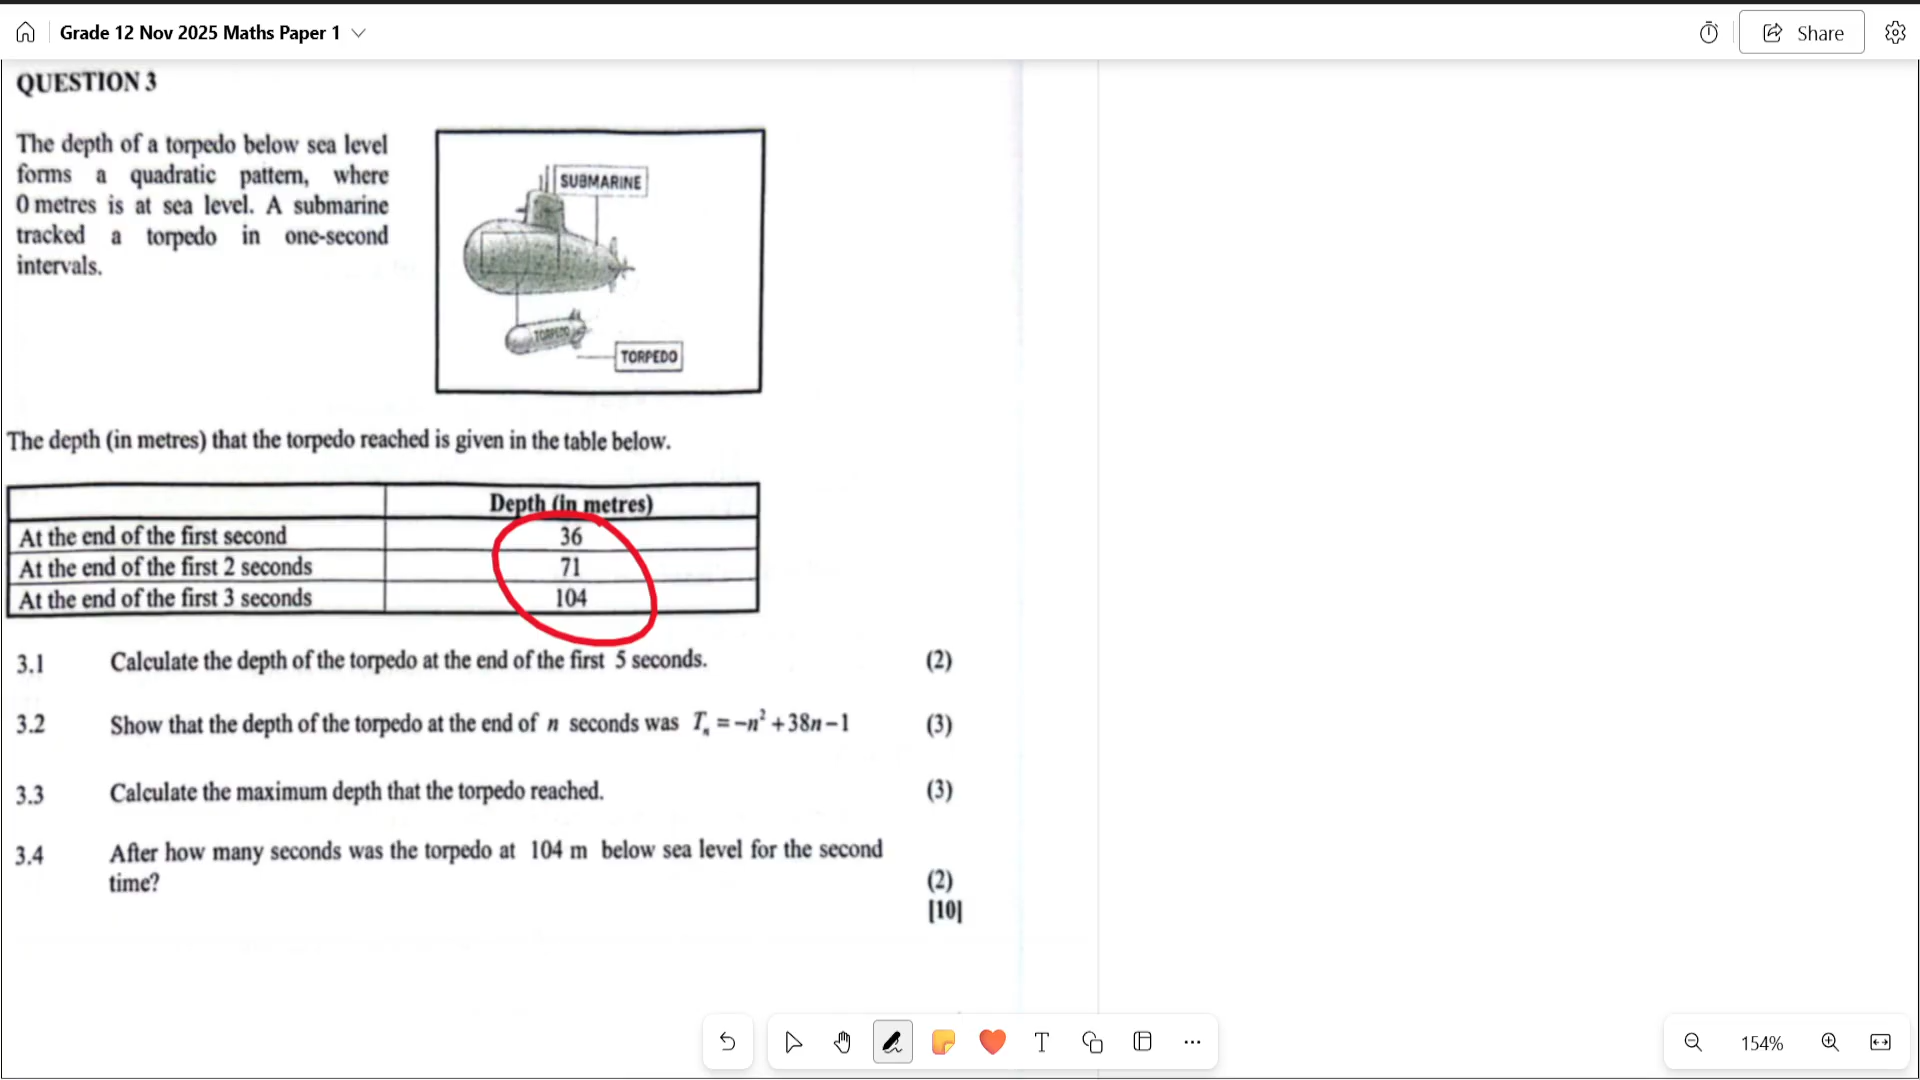 Grade 12 Nov 2025 Maths Paper 1
Share
QUESTION 3
The depth of a torpedo below sea level
forms a quadratic pattern, where
0 metres is at sea level. A submarine
tracked a torpedo in one-second
intervals.
SUBMARINE
TORPEDO
TORPEDO
The depth (in metres) that the torpedo reached is given in the table below.
Depth (in metres)
At the end of the first second 36
At the end of the first 2 seconds 71
At the end of the first 3 seconds 104
3.1 Calculate the depth of the torpedo at the end of the first 5 seconds. (2)
3.2 Show that the depth of the torpedo at the end of n seconds was Tₙ = −n² + 38n − 1 (3)
3.3 Calculate the maximum depth that the torpedo reached. (3)
3.4 After how many seconds was the torpedo at 104 m below sea level for the second
time? (2)
[10]
T
154%